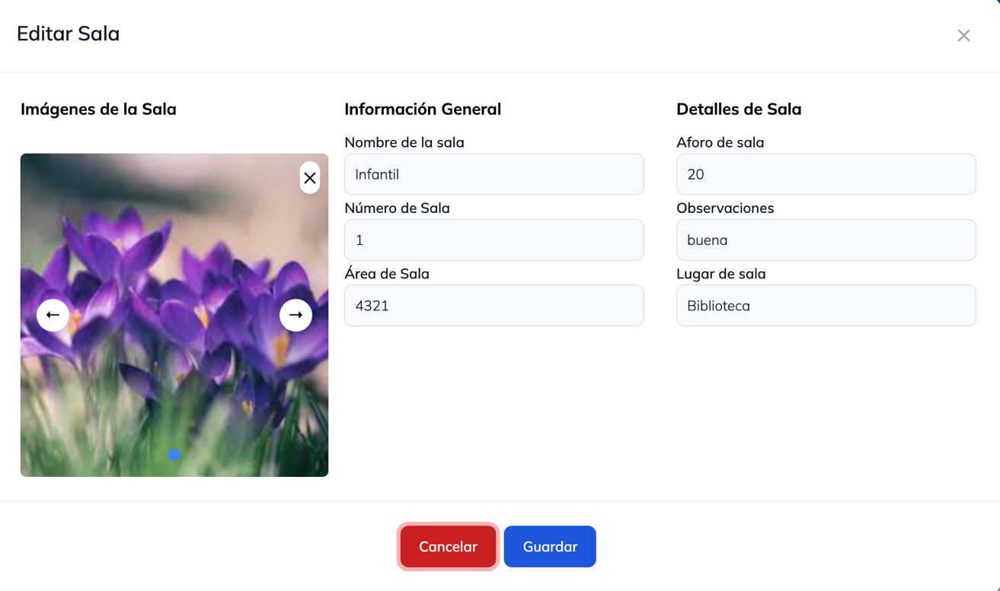 Editar Sala
Imágenes de la Sala
Información General
Nombre de la sala
Infantil
Número de Sala
1
Área de Sala
4321
Detalles de Sala
Aforo de sala
20
Observaciones
buena
Lugar de sala
Biblioteca
Cancelar
Guardar